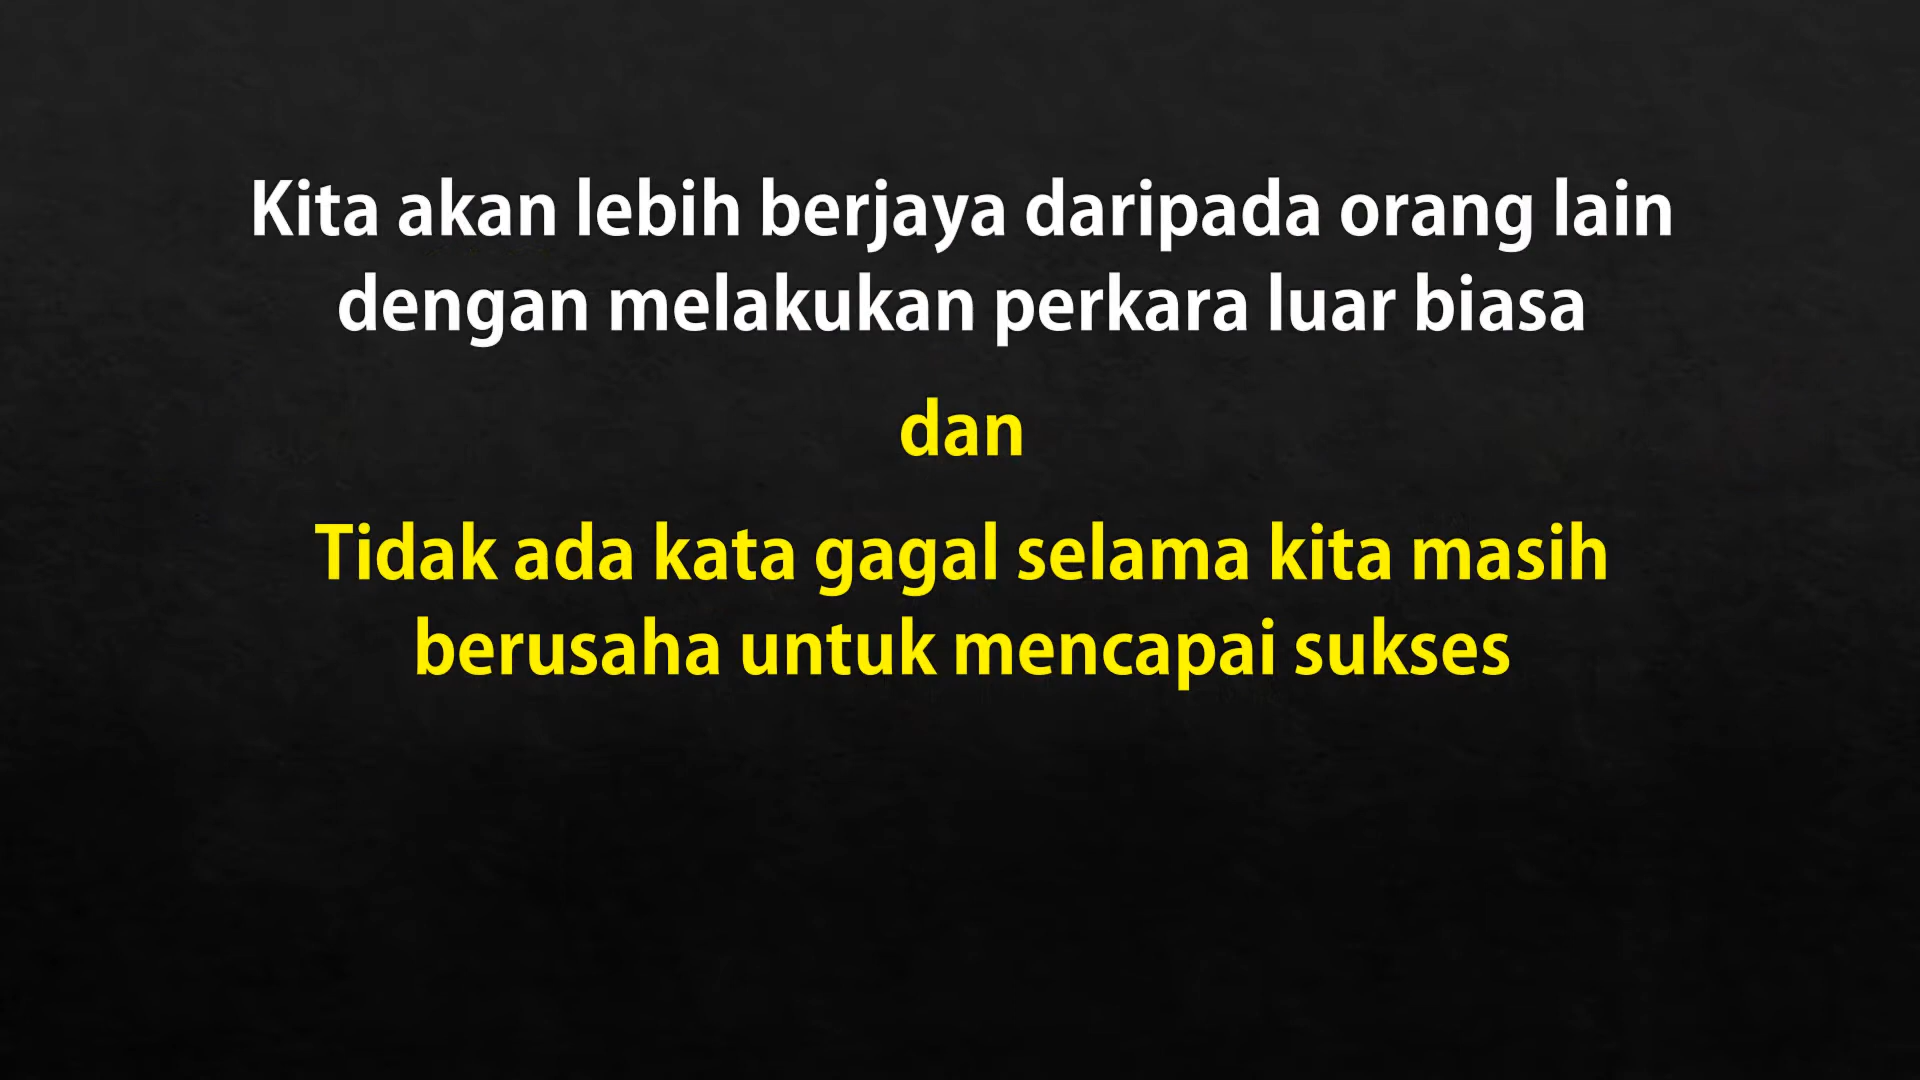 Kita akan lebih berjaya daripada orang lain
dengan melakukan perkara luar biasa
dan
Tidak ada kata gagal selama kita masih
berusaha untuk mencapai sukses